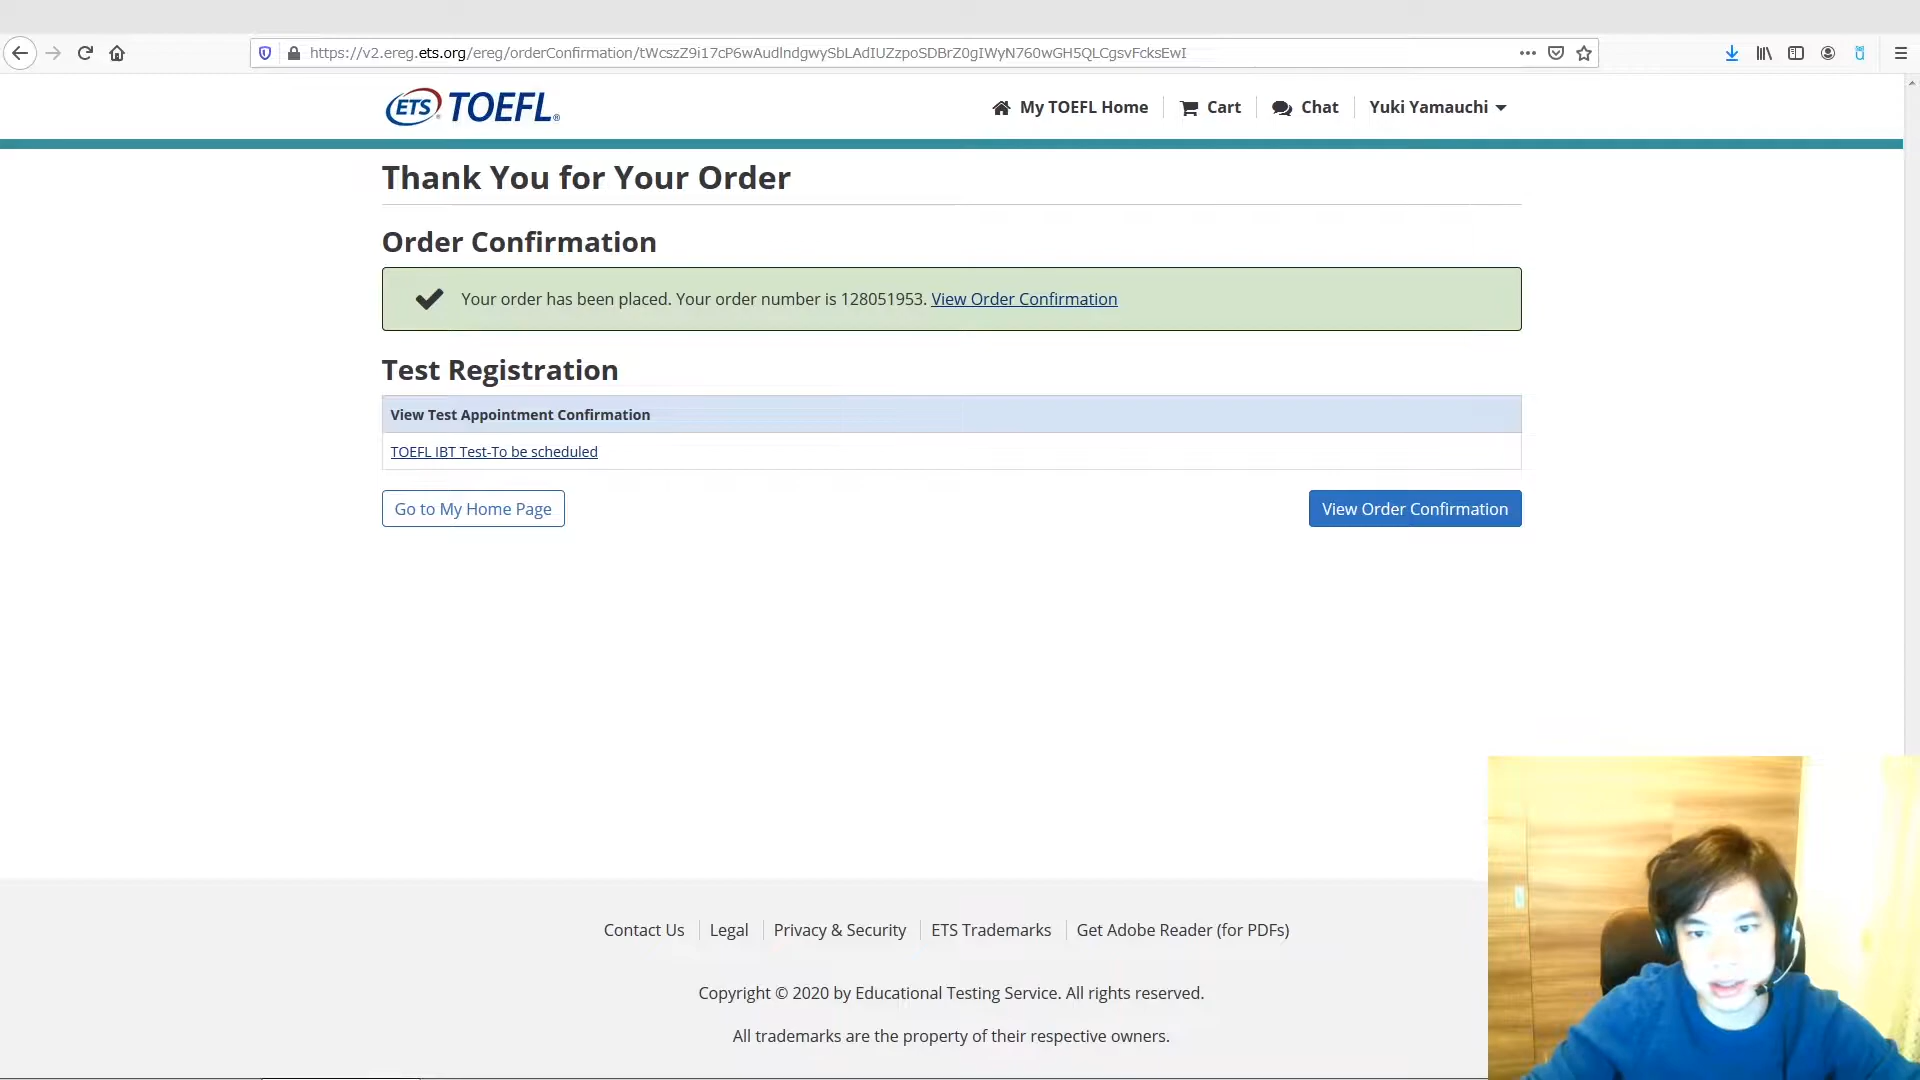 https://v2.ereg.ets.org/ereg/orderConfirmation/tWcszZ9i17cP6wAudlndgwySbLAdIUZzpoSDBrZ0gIWyN760wGH5QLCgsvFcksEwI
ETS TOEFL®
My TOEFL Home
Cart
Chat
Yuki Yamauchi
Thank You for Your Order
Order Confirmation
Your order has been placed. Your order number is 128051953. View Order Confirmation
Test Registration
View Test Appointment Confirmation
TOEFL IBT Test-To be scheduled
Go to My Home Page
View Order Confirmation
Contact Us
Legal
Privacy & Security
ETS Trademarks
Get Adobe Reader (for PDFs)
Copyright © 2020 by Educational Testing Service. All rights reserved.
All trademarks are the property of their respective owners.